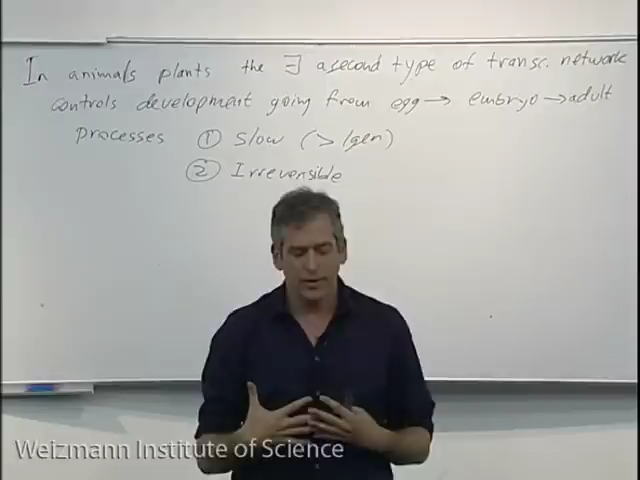 In animals plants the ∃ a second type of transc. network
controls development going from egg → embryo → adult
Processes ① Slow (> 1gen)
② Irreversible
Weizmann Institute of Science